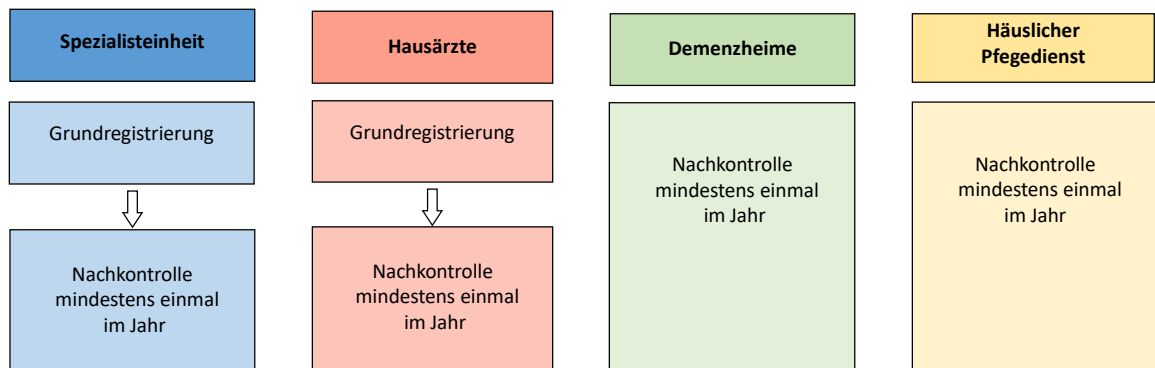 Spezialisteinheit
Grundregistrierung
Nachkontrolle
mindestens einmal
im Jahr
Hausärzte
Grundregistrierung
Nachkontrolle
mindestens einmal
im Jahr
Demenzheime
Nachkontrolle
mindestens einmal
im Jahr
Häuslicher
Pfegedienst
Nachkontrolle
mindestens einmal
im Jahr